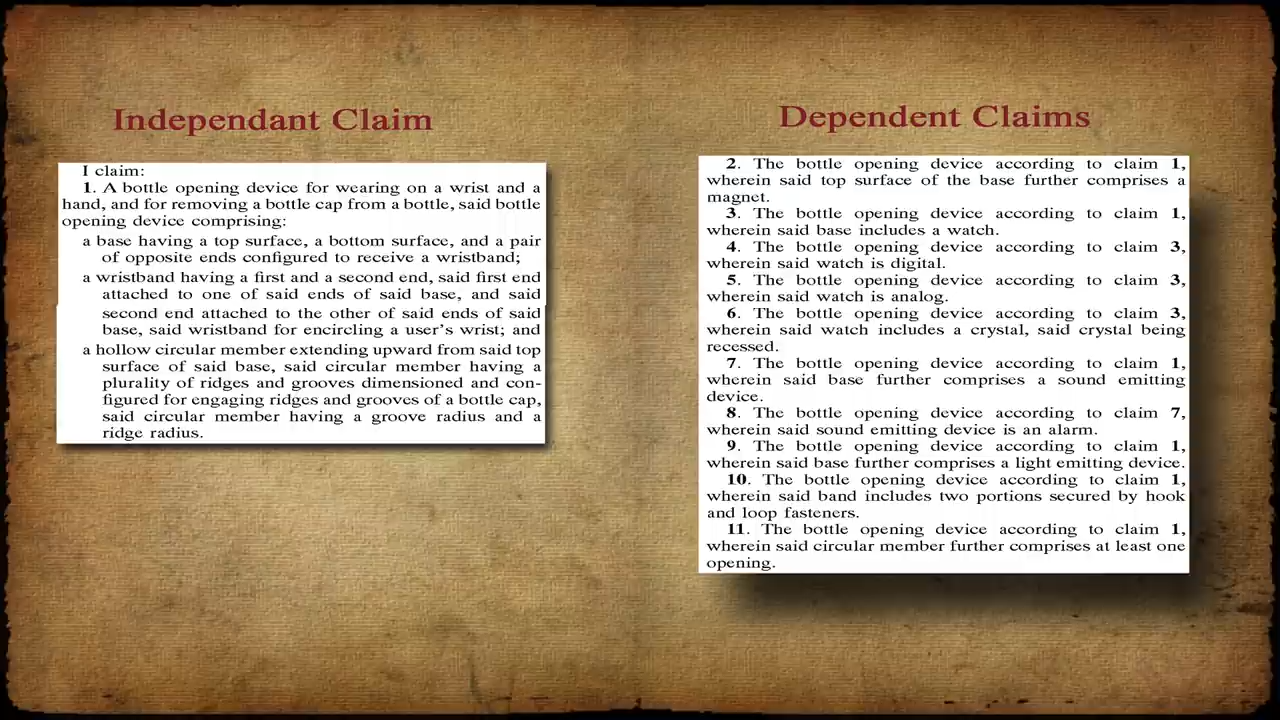 Independant Claim
I claim:
1. A bottle opening device for wearing on a wrist and a
hand, and for removing a bottle cap from a bottle, said bottle
opening device comprising:
a base having a top surface, a bottom surface, and a pair
of opposite ends configured to receive a wristband;
a wristband having a first and a second end, said first end
attached to one of said ends of said base, and said
second end attached to the other of said ends of said
base, said wristband for encircling a user's wrist; and
a hollow circular member extending upward from said top
surface of said base, said circular member having a
plurality of ridges and grooves dimensioned and con-
figured for engaging ridges and grooves of a bottle cap,
said circular member having a groove radius and a
ridge radius.
Dependent Claims
2. The bottle opening device according to claim 1,
wherein said top surface of the base further comprises a
magnet.
3. The bottle opening device according to claim 1,
wherein said base includes a watch.
4. The bottle opening device according to claim 3,
wherein said watch is digital.
5. The bottle opening device according to claim 3,
wherein said watch is analog.
6. The bottle opening device according to claim 3,
wherein said watch includes a crystal, said crystal being
recessed.
7. The bottle opening device according to claim 1,
wherein said base further comprises a sound emitting
device.
8. The bottle opening device according to claim 7,
wherein said sound emitting device is an alarm.
9. The bottle opening device according to claim 1,
wherein said base further comprises a light emitting device.
10. The bottle opening device according to claim 1,
wherein said band includes two portions secured by hook
and loop fasteners.
11. The bottle opening device according to claim 1,
wherein said circular member further comprises at least one
opening.